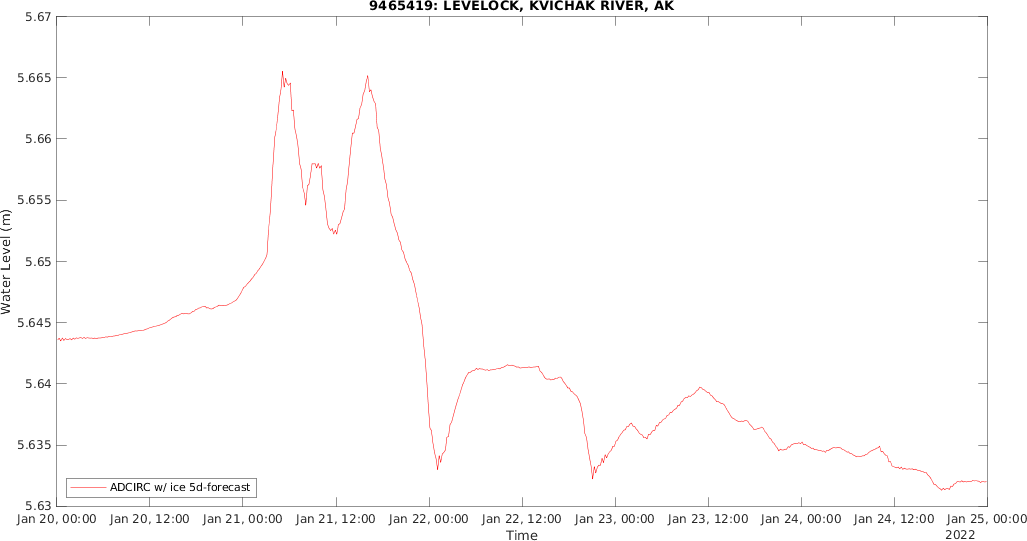 9465419: LEVELOCK, KVICHAK RIVER, AK
5.67
5.665
5.66
5.655
5.65
5.645
5.64
5.635
5.63
Water Level (m)
ADCIRC w/ ice 5d-forecast
Jan 20, 00:00 Jan 20, 12:00 Jan 21, 00:00 Jan 21, 12:00 Jan 22, 00:00 Jan 22, 12:00 Jan 23, 00:00 Jan 23, 12:00 Jan 24, 00:00 Jan 24, 12:00 Jan 25, 00:00
Time
2022